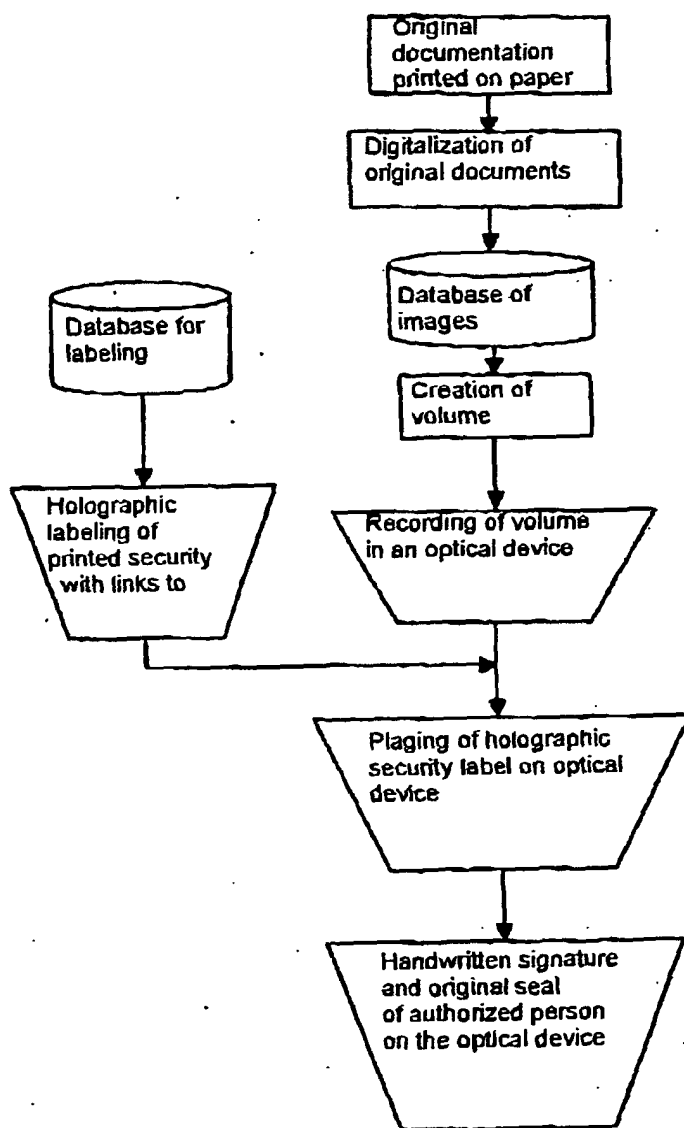 Original
documentation
printed on paper
Digitalization of
original documents
Database of
images
Database for
labeling
Creation of
volume
Holographic
labeling of
printed security
with links to
Recording of volume
in an optical device
Plaging of holographic
security label on optical
device
Handwritten signature
and original seal
of authorized person
on the optical device